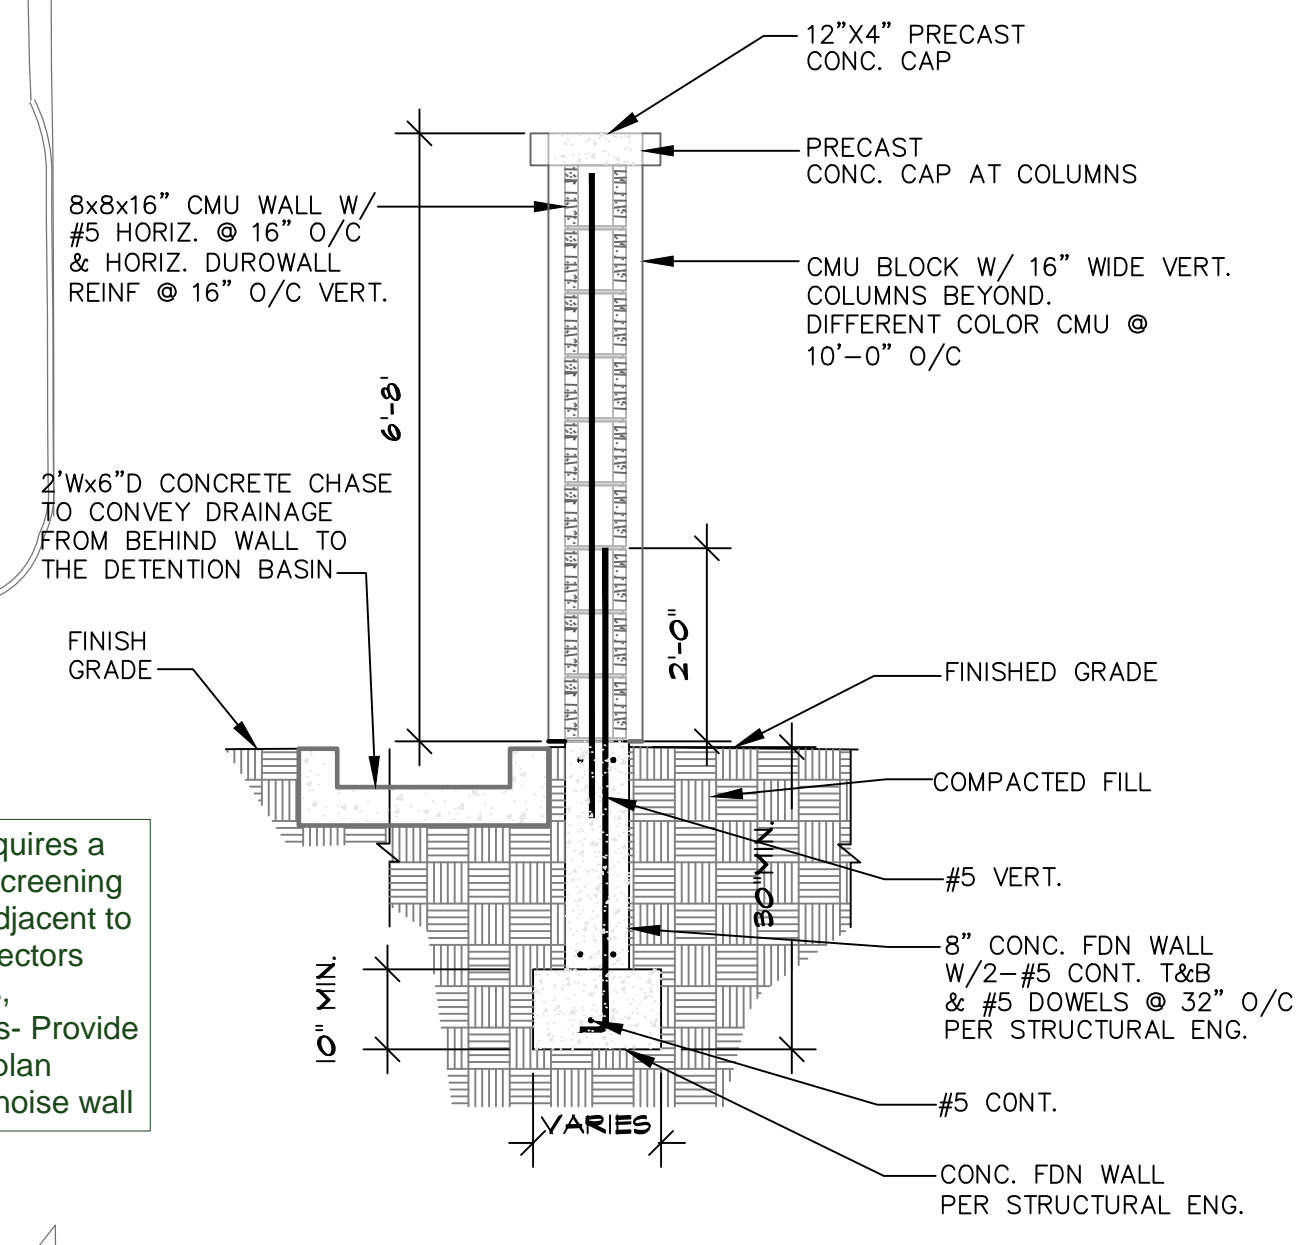 12"X4" PRECAST
CONC. CAP
PRECAST
CONC. CAP AT COLUMNS
8x8x16" CMU WALL W/
#5 HORIZ. @ 16" O/C
& HORIZ. DUROWALL
REINF @ 16" O/C VERT.
CMU BLOCK W/ 16" WIDE VERT.
COLUMNS BEYOND.
DIFFERENT COLOR CMU @
10'-0" O/C
6'-8'
2'Wx6"D CONCRETE CHASE
TO CONVEY DRAINAGE
FROM BEHIND WALL TO
THE DETENTION BASIN
2'-0"
FINISH
GRADE
FINISHED GRADE
COMPACTED FILL
30" MIN.
#5 VERT.
8" CONC. FDN WALL
W/2-#5 CONT. T&B
& #5 DOWELS @ 32" O/C
PER STRUCTURAL ENG.
10" MIN.
#5 CONT.
VARIES
CONC. FDN WALL
PER STRUCTURAL ENG.
quires a
creening
djacent to
ectors
,
s- Provide
plan
noise wall